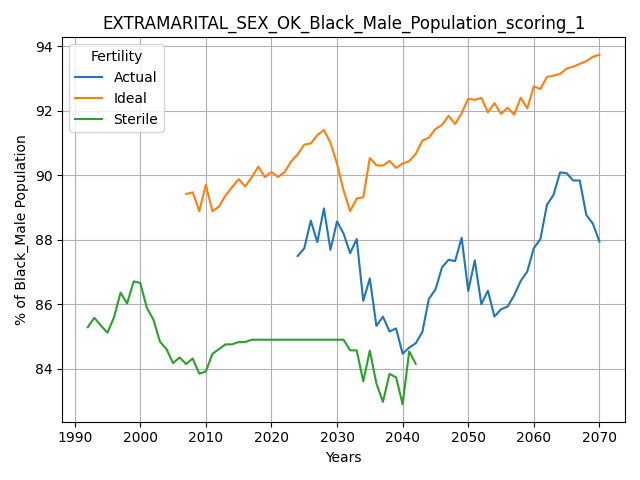 EXTRAMARITAL_SEX_OK_Black_Male_Population_scoring_1
Fertility
Actual
Ideal
Sterile
% of Black_Male Population
94
92
90
88
86
84
1990 2000 2010 2020 2030 2040 2050 2060 2070
Years